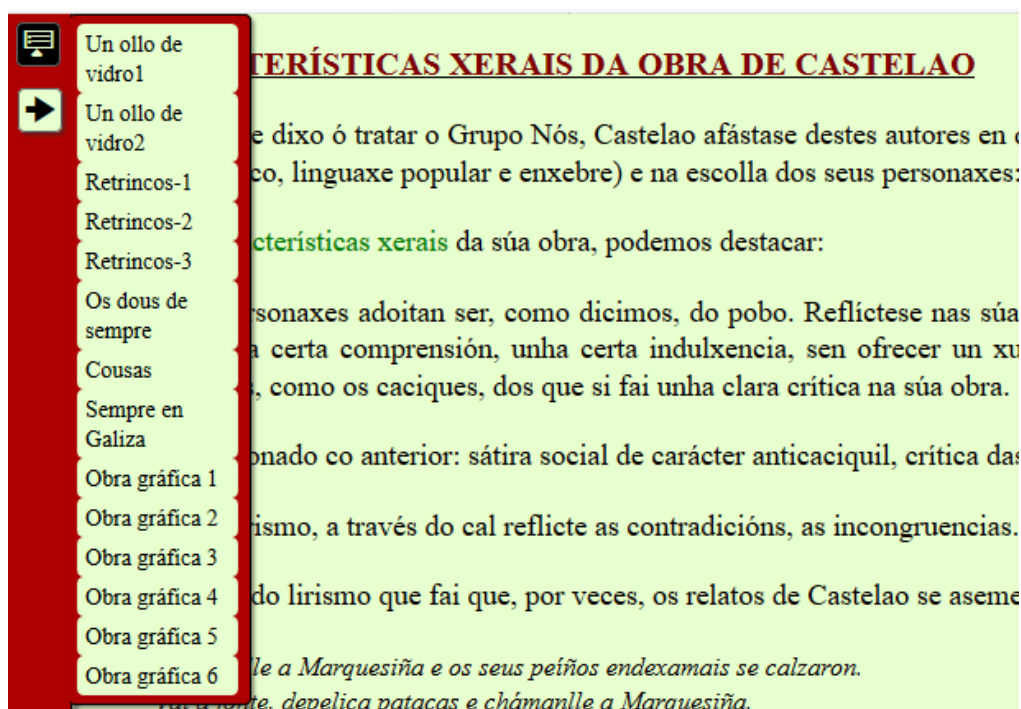 Un ollo de
vidro1
Un ollo de
vidro2
Retrincos-1
Retrincos-2
Retrincos-3
Os dous de
sempre
Cousas
Sempre en
Galiza
Obra gráfica 1
Obra gráfica 2
Obra gráfica 3
Obra gráfica 4
Obra gráfica 5
Obra gráfica 6
TERÍSTICAS XERAIS DA OBRA DE CASTELAO
e dixo ó tratar o Grupo Nós, Castelao afástase destes autores en
co, linguaxe popular e enxebre) e na escolla dos seus personaxes:
cterísticas xerais da súa obra, podemos destacar:
rsonaxes adoitan ser, como dicimos, do pobo. Reflíctese nas súa
a certa comprensión, unha certa indulxencia, sen ofrecer un xu
, como os caciques, dos que si fai unha clara crítica na súa obra.
onado co anterior: sátira social de carácter anticaciquil, crítica das
rismo, a través do cal reflicte as contradicións, as incongruencias.
do lirismo que fai que, por veces, os relatos de Castelao se aseme
lle a Marquesiña e os seus peíños endexamais se calzaron.
fonte, depelica patacas e chámanlle a Marquesiña.